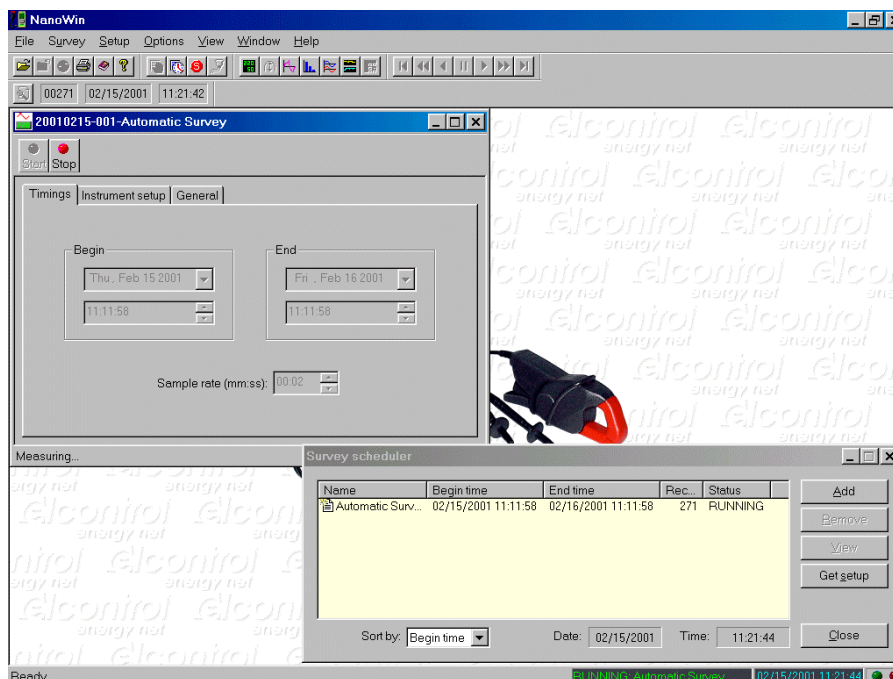 NanoWin
File Survey Setup Options View Window Help
00271 02/15/2001 11:21:42
20010215-001-Automatic Survey
Start Stop
Timings Instrument setup General
Begin
Thu , Feb 15 2001
11:11:58
End
Fri , Feb 16 2001
11:11:58
Sample rate (mm:ss): 00:02
Measuring...
Elcontrol
energy net
Survey scheduler
Name Begin time End time Rec... Status
Automatic Surv... 02/15/2001 11:11:58 02/16/2001 11:11:58 271 RUNNING
Add
Remove
View
Get setup
Sort by: Begin time Date: 02/15/2001 Time: 11:21:44 Close
Ready RUNNING: Automatic Survey 02/15/2001 11:21:44